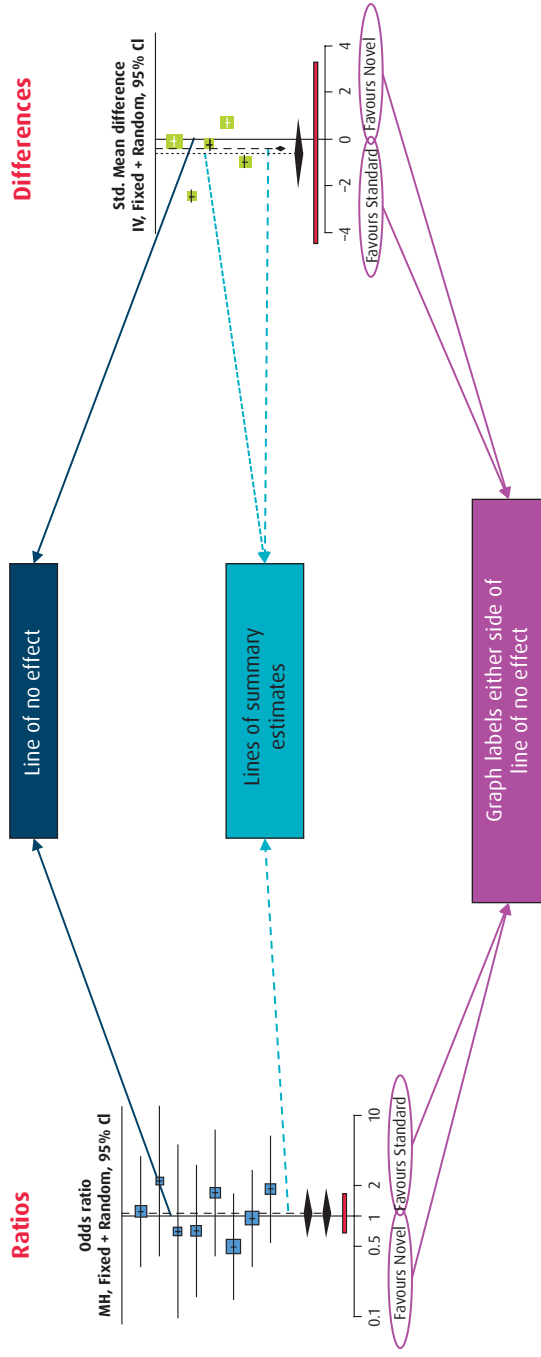 Ratios
Differences
Odds ratio
MH, Fixed + Random, 95% CI
0.1
0.5
1
2
10
Favours Novel
Favours Standard
Line of no effect
Lines of summary
estimates
Graph labels either side of
line of no effect
Std. Mean difference
IV, Fixed + Random, 95% CI
−4
−2
0
2
4
Favours Standard
Favours Novel